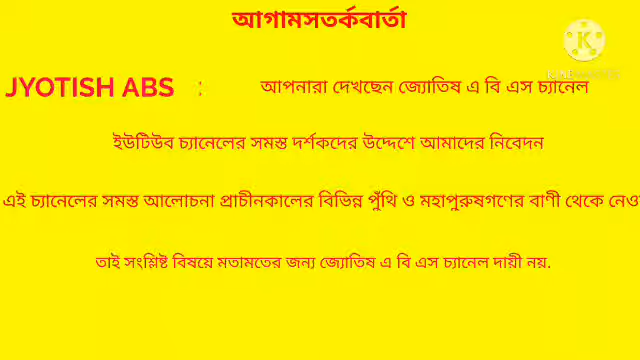 আগামসতর্কবার্তা
JYOTISH ABS : আপনারা দেখছেন জ্যোতিষ এ বি এস চ্যানেল
ইউটিউব চ্যানেলের সমস্ত দর্শকদের উদ্দেশে আমাদের নিবেদন
এই চ্যানেলের সমস্ত আলোচনা প্রাচীনকালের বিভিন্ন পুঁথি ও মহাপুরুষগণের বাণী থেকে
তাই সংশ্লিষ্ট বিষয়ে মতামতের জন্য জ্যোতিষ এ বি এস চ্যানেল দায়ী নয়.